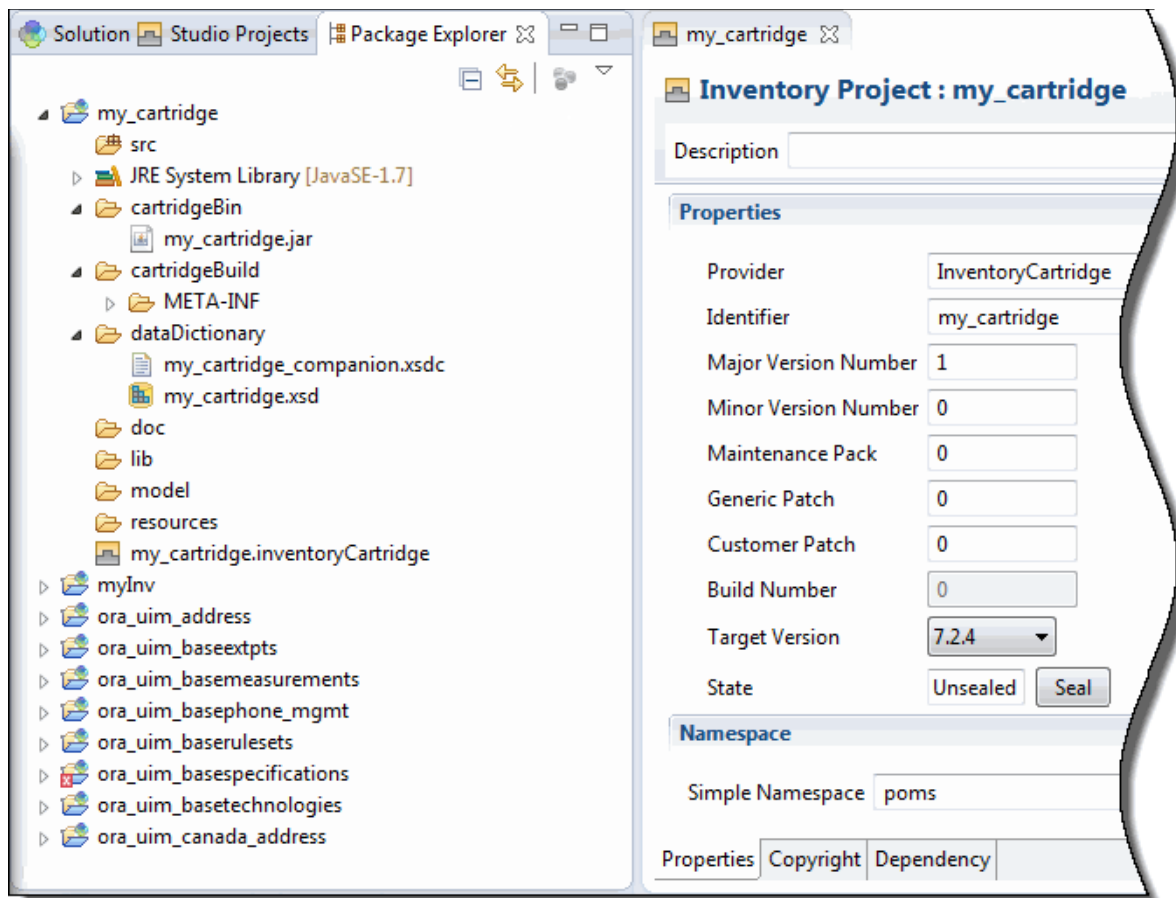 Solution Studio Projects Package Explorer
my_cartridge
src
JRE System Library [JavaSE-1.7]
cartridgeBin
my_cartridge.jar
cartridgeBuild
META-INF
dataDictionary
my_cartridge_companion.xsdc
my_cartridge.xsd
doc
lib
model
resources
my_cartridge.inventoryCartridge
myInv
ora_uim_address
ora_uim_baseextpts
ora_uim_basemeasurements
ora_uim_basephone_mgmt
ora_uim_baserulesets
ora_uim_basespecifications
ora_uim_basetechnologies
ora_uim_canada_address
my_cartridge
Inventory Project : my_cartridge
Description
Properties
Provider InventoryCartridge
Identifier my_cartridge
Major Version Number 1
Minor Version Number 0
Maintenance Pack 0
Generic Patch 0
Customer Patch 0
Build Number 0
Target Version 7.2.4
State Unsealed Seal
Namespace
Simple Namespace poms
Properties Copyright Dependency